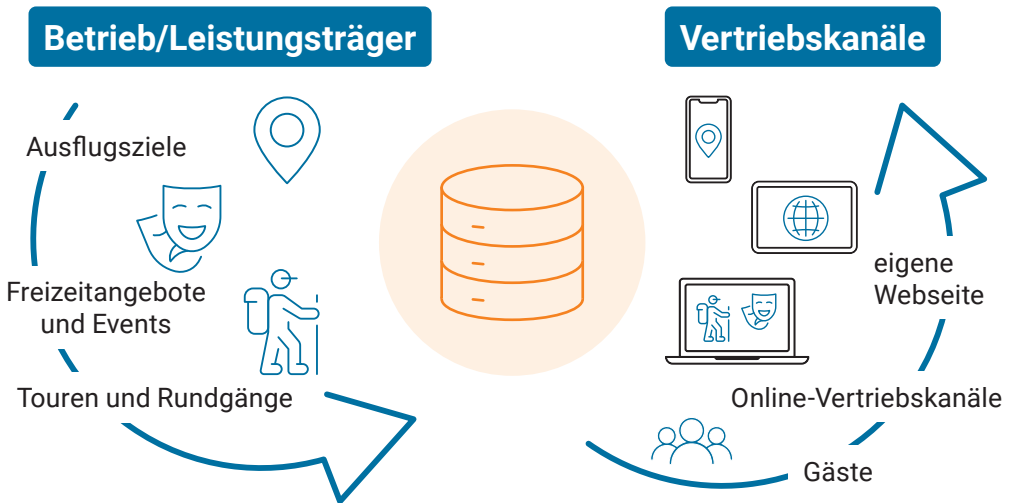 Betrieb/Leistungsträger
Ausflugsziele
Freizeitangebote
und Events
Touren und Rundgänge
Vertriebskanäle
eigene
Webseite
Online-Vertriebskanäle
Gäste